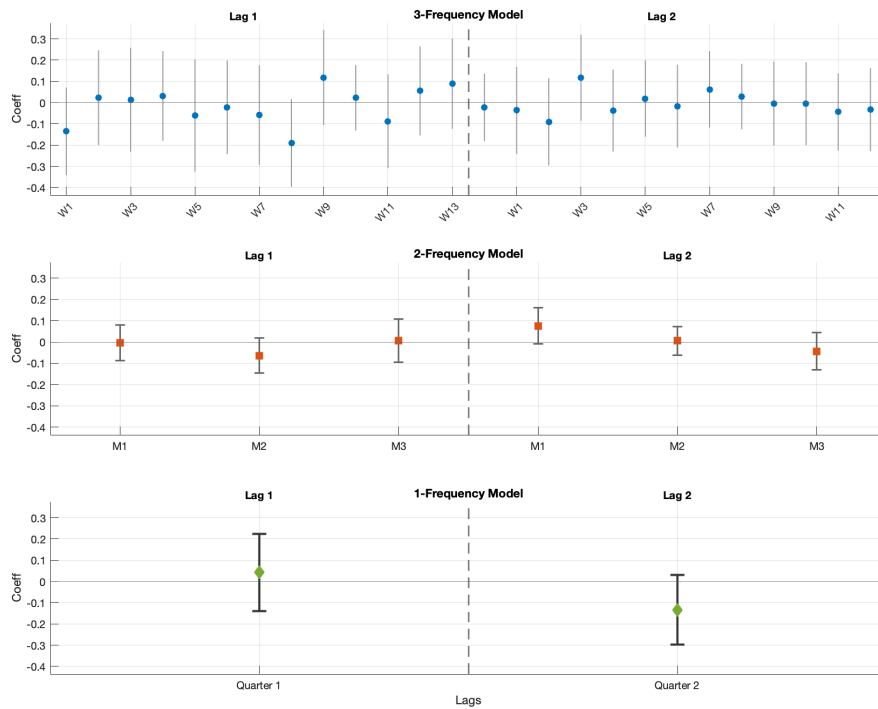 Lag 1 3-Frequency Model Lag 2
0.3
0.2
0.1
0
-0.1
-0.2
-0.3
-0.4
Coeff
W1 W3 W5 W7 W9 W11 W13 W1 W3 W5 W7 W9 W11
Lag 1 2-Frequency Model Lag 2
0.3
0.2
0.1
0
-0.1
-0.2
-0.3
-0.4
Coeff
M1 M2 M3 M1 M2 M3
Lag 1 1-Frequency Model Lag 2
0.3
0.2
0.1
0
-0.1
-0.2
-0.3
-0.4
Coeff
Quarter 1 Quarter 2
Lags